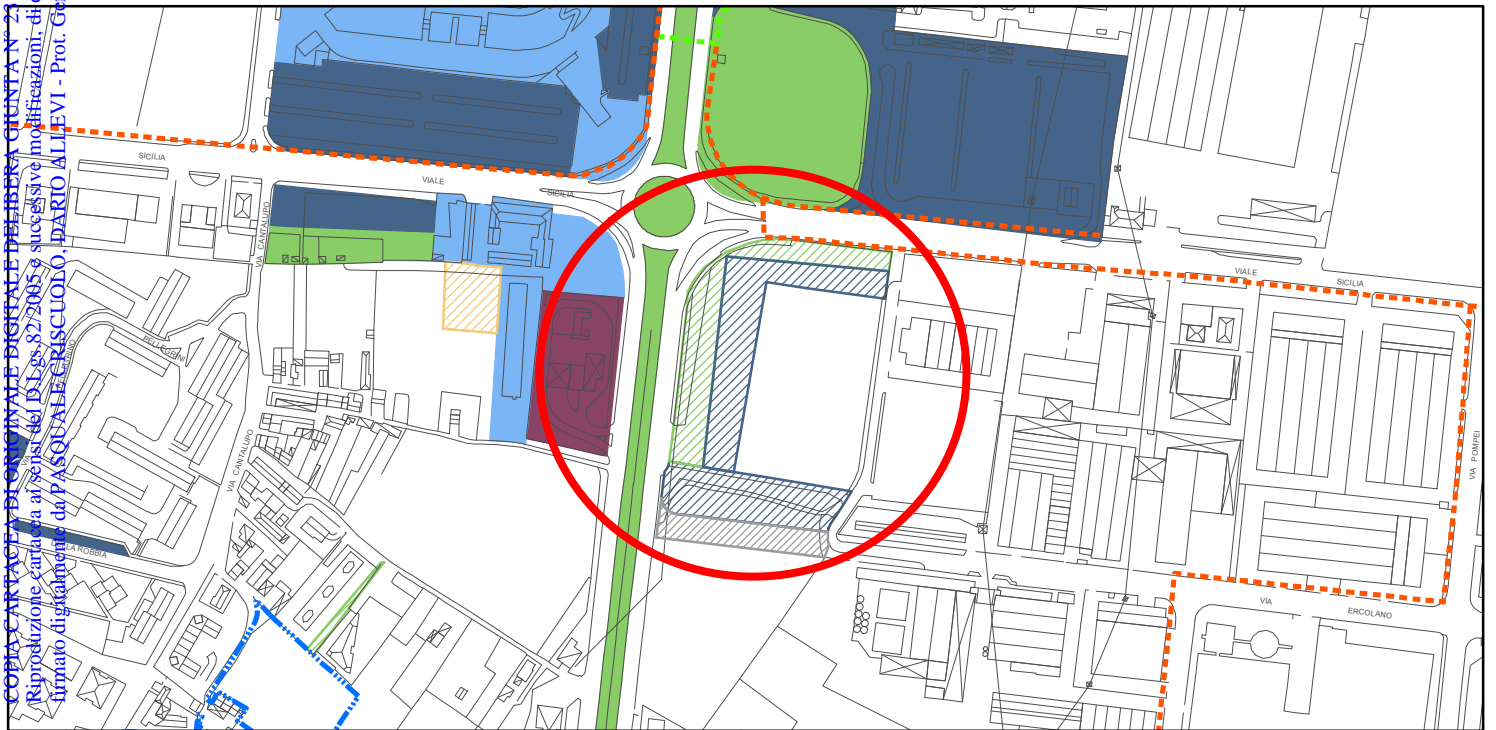 COPIA CARTACEA DI ORIGINALE DIGITALE DELIBERA GIUNTA N° 23
Riproduzione cartacea ai sensi del D.Lgs.82/2005 e successive modificazioni, di
firmato digitalmente da PASQUALE CRISCUOLO, DARIO ALLEVI - Prot. Ge
SICILIA
VIALE
SICILIA
VIA CANTALUPO
VIALE
SICILIA
PELLEGRINI
VIA CANTALUPO
VIA POMPEI
DELLA ROBBIA
VIA
ERCOLANO